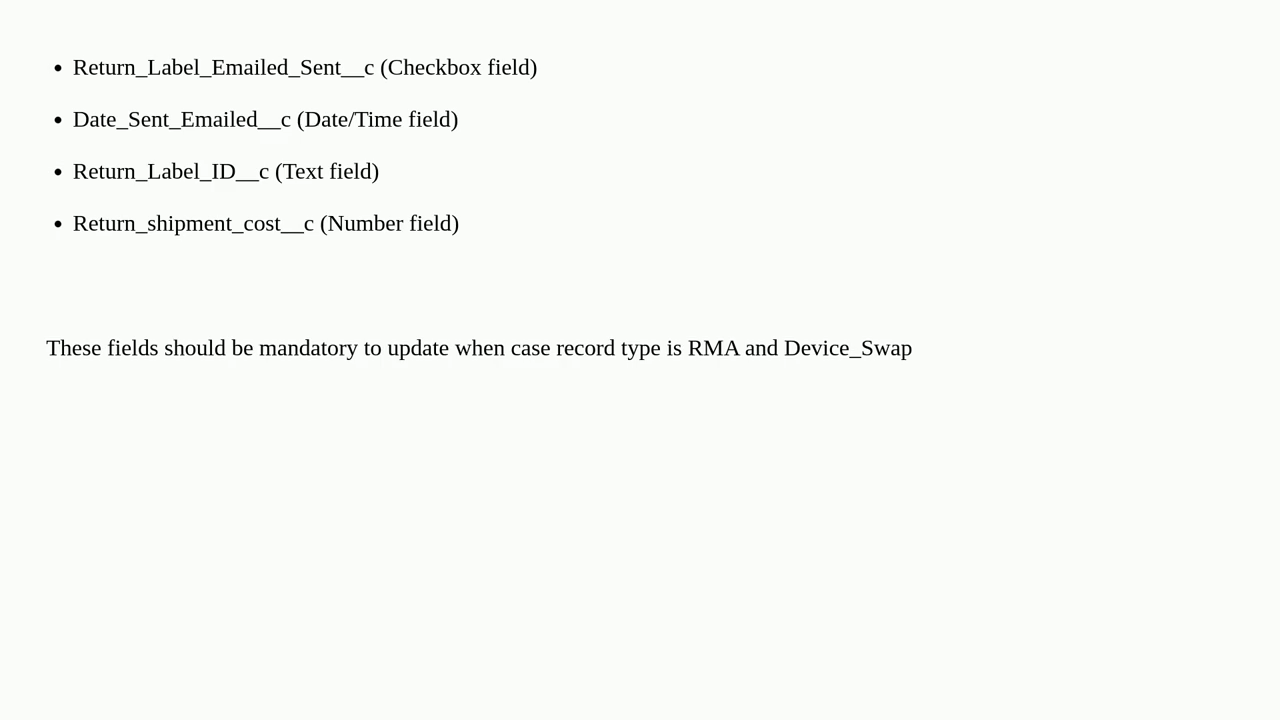 • Return_Label_Emailed_Sent__c (Checkbox field)
• Date_Sent_Emailed__c (Date/Time field)
• Return_Label_ID__c (Text field)
• Return_shipment_cost__c (Number field)
These fields should be mandatory to update when case record type is RMA and Device_Swap